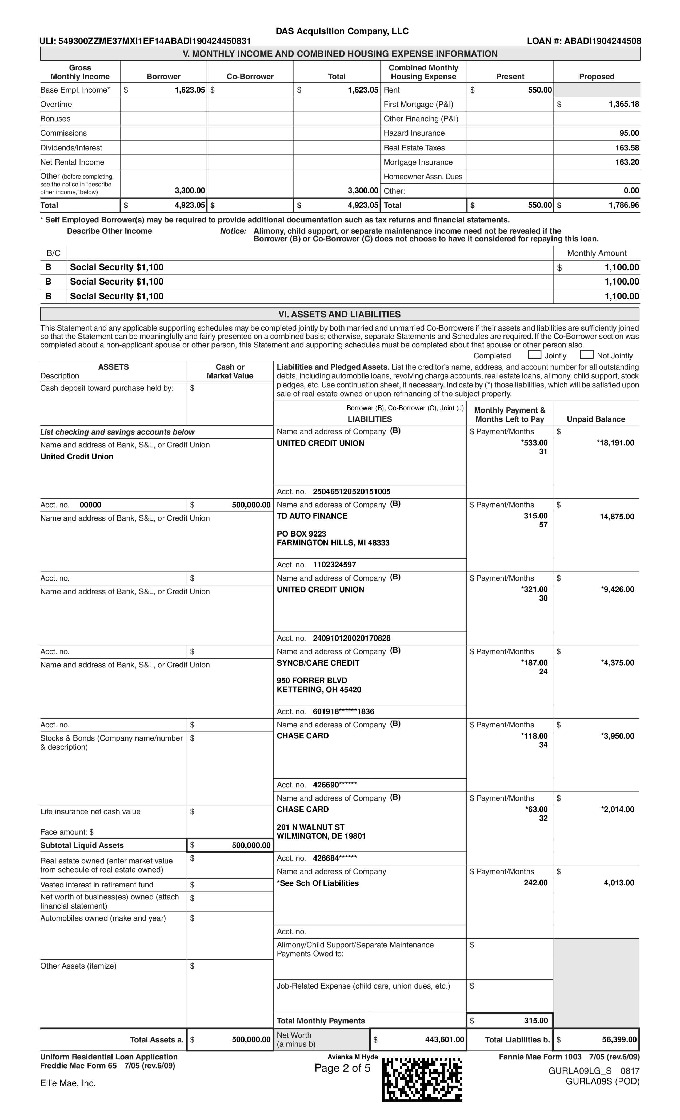 DAS Acquisition Company, LLC
ULI: 549300ZZME37MXI1EF14ABADI190424450831 LOAN #: ABADI1904244508
V. MONTHLY INCOME AND COMBINED HOUSING EXPENSE INFORMATION
Gross Monthly Income Borrower Co-Borrower Total Combined Monthly Housing Expense Present Proposed
Base Empl. Income* $ 1,623.05 $ $ 1,623.05 Rent $ 550.00
Overtime First Mortgage (P&I) $ 1,365.18
Bonuses Other Financing (P&I)
Commissions Hazard Insurance 95.00
Dividends/Interest Real Estate Taxes 163.58
Net Rental Income Mortgage Insurance 163.20
Other (before completing, see the notice in "describe other income," below) 3,300.00 3,300.00 Homeowner Assn. Dues
Other: 0.00
Total $ 4,923.05 $ $ 4,923.05 Total $ 550.00 $ 1,786.96
* Self Employed Borrower(s) may be required to provide additional documentation such as tax returns and financial statements.
Describe Other Income Notice: Alimony, child support, or separate maintenance income need not be revealed if the
Borrower (B) or Co-Borrower (C) does not choose to have it considered for repaying this loan.
B/C Monthly Amount
B Social Security $1,100 $ 1,100.00
B Social Security $1,100 1,100.00
B Social Security $1,100 1,100.00
VI. ASSETS AND LIABILITIES
This Statement and any applicable supporting schedules may be completed jointly by both married and unmarried Co-Borrowers if their assets and liabilities are sufficiently joined
so that the Statement can be meaningfully and fairly presented on a combined basis; otherwise, separate Statements and Schedules are required. If the Co-Borrower section was
completed about a non-applicant spouse or other person, this Statement and supporting schedules must be completed about that spouse or other person also.
Completed Jointly Not Jointly
ASSETS
Description
Cash or Market Value
Liabilities and Pledged Assets. List the creditor's name, address, and account number for all outstanding
debts, including automobile loans, revolving charge accounts, real estate loans, alimony, child support, stock
pledges, etc. Use continuation sheet, if necessary. Indicate by (*) those liabilities, which will be satisfied upon
sale of real estate owned or upon refinancing of the subject property.
Cash deposit toward purchase held by: $
Borrower (B), Co-Borrower (C), Joint (J)
LIABILITIES Monthly Payment & Months Left to Pay Unpaid Balance
List checking and savings accounts below Name and address of Company (B) $ Payment/Months $
Name and address of Bank, S&L, or Credit Union UNITED CREDIT UNION *533.00 *18,191.00
United Credit Union 31
Acct. no. 250465120520151005
Acct. no. 00000 $ 500,000.00 Name and address of Company (B) $ Payment/Months $
Name and address of Bank, S&L, or Credit Union TD AUTO FINANCE 315.00 14,675.00
57
PO BOX 9223
FARMINGTON HILLS, MI 48333
Acct. no. 1102324597
Acct. no. $ Name and address of Company (B) $ Payment/Months $
Name and address of Bank, S&L, or Credit Union UNITED CREDIT UNION *321.00 *9,426.00
30
Acct. no. 240910120020170828
Acct. no. $ Name and address of Company (B) $ Payment/Months $
Name and address of Bank, S&L, or Credit Union SYNCB/CARE CREDIT *187.00 *4,375.00
24
950 FORRER BLVD
KETTERING, OH 45420
Acct. no. 601918******1836
Acct. no. $ Name and address of Company (B) $ Payment/Months $
Stocks & Bonds (Company name/number & description) $ CHASE CARD *118.00 *3,950.00
34
Acct. no. 426690******
Name and address of Company (B) $ Payment/Months $
Life insurance net cash value $ CHASE CARD *63.00 *2,014.00
32
Face amount: $ 201 N WALNUT ST
WILMINGTON, DE 19801
Subtotal Liquid Assets $ 500,000.00
Acct. no. 426684******
Real estate owned (enter market value from schedule of real estate owned) $ Name and address of Company $ Payment/Months $
Vested interest in retirement fund $ *See Sch Of Liabilities 242.00 4,013.00
Net worth of business(es) owned (attach financial statement) $
Automobiles owned (make and year) $
Acct. no.
Alimony/Child Support/Separate Maintenance Payments Owed to: $
Other Assets (itemize) $
Job-Related Expense (child care, union dues, etc.) $
Total Monthly Payments $ 315.00
Total Assets a. $ 500,000.00 Net Worth (a minus b) $ 443,601.00 Total Liabilities b. $ 56,399.00
Uniform Residential Loan Application Avianka M Hyde Fannie Mae Form 1003 7/05 (rev.6/09)
Freddie Mac Form 65 7/05 (rev.6/09) Page 2 of 5
GURLA09LG_S 0817
Ellie Mae, Inc. GURLA09S (POD)